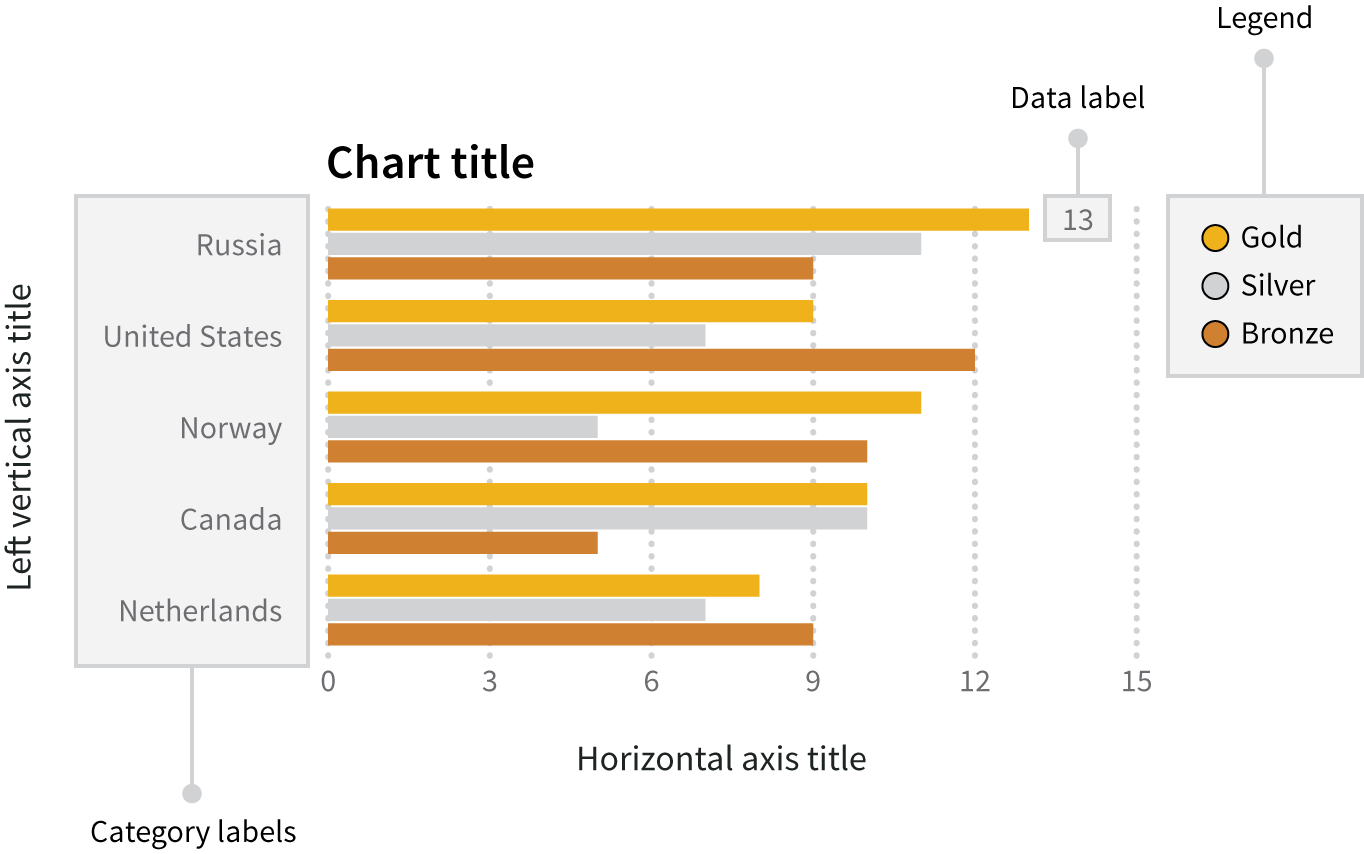 Legend
Data label
Chart title
13
Gold
Silver
Bronze
Left vertical axis title
Russia
United States
Norway
Canada
Netherlands
0 3 6 9 12 15
Horizontal axis title
Category labels